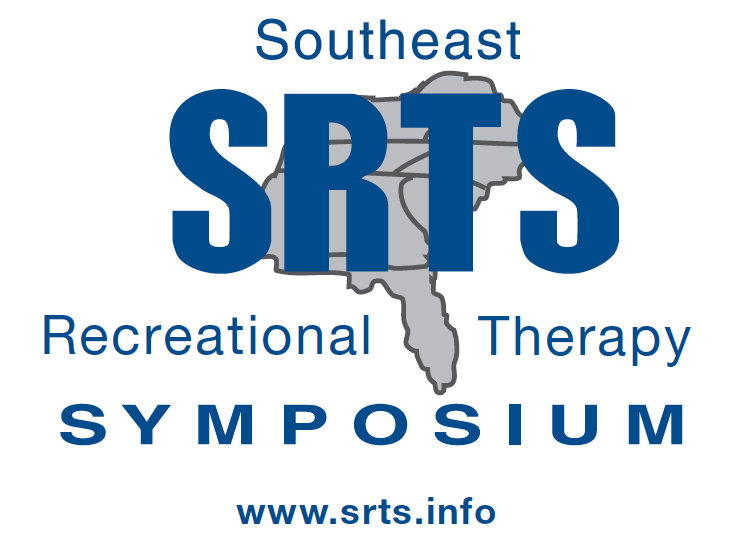 Southeast
SRTS
Recreational Therapy
SYMPOSIUM
www.srts.info